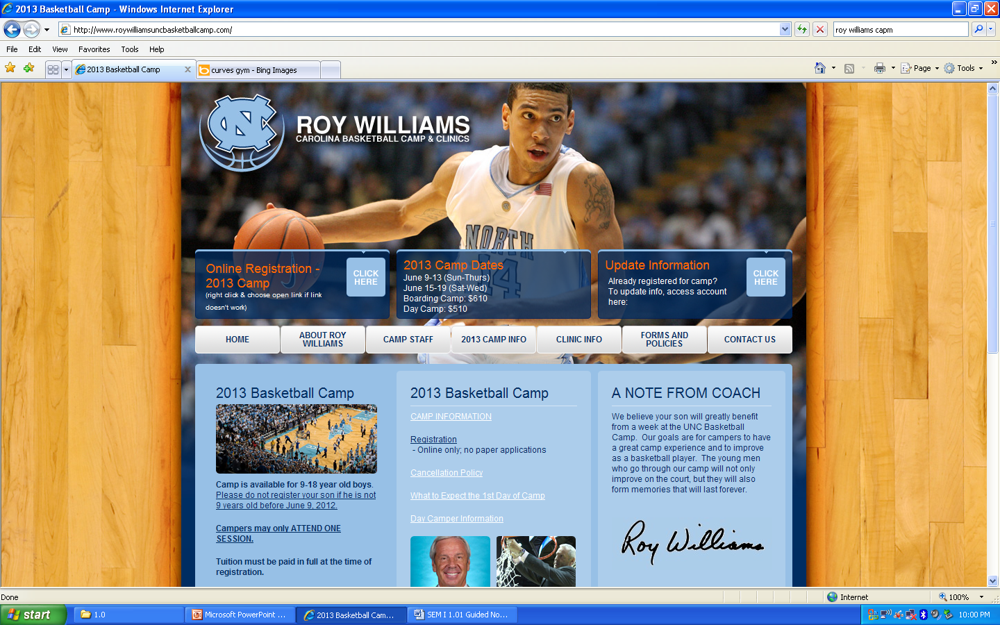 2013 Basketball Camp - Windows Internet Explorer
http://www.roywilliamsuncbasketballcamp.com/
roy williams capm
File Edit View Favorites Tools Help
2013 Basketball Camp
curves gym - Bing Images
Page Tools
NC
ROY WILLIAMS
CAROLINA BASKETBALL CAMP & CLINICS
NORTH
Online Registration -
2013 Camp
(right click & choose open link if link
doesn't work)
CLICK
HERE
2013 Camp Dates
June 9-13 (Sun-Thurs)
June 15-19 (Sat-Wed)
Boarding Camp: $610
Day Camp: $510
Update Information
Already registered for camp?
To update info, access account
here:
CLICK
HERE
HOME
ABOUT ROY
WILLIAMS
CAMP STAFF
2013 CAMP INFO
CLINIC INFO
FORMS AND
POLICIES
CONTACT US
2013 Basketball Camp
Camp is available for 9-18 year old boys.
Please do not register your son if he is not
9 years old before June 9, 2012.
Campers may only ATTEND ONE
SESSION.
Tuition must be paid in full at the time of
registration.
2013 Basketball Camp
CAMP INFORMATION
Registration
- Online only; no paper applications
Cancellation Policy
What to Expect the 1st Day of Camp
Day Camper Information
A NOTE FROM COACH
We believe your son will greatly benefit
from a week at the UNC Basketball
Camp. Our goals are for campers to have
a great camp experience and to improve
as a basketball player. The young men
who go through our camp will not only
improve on the court, but they will also
form memories that will last forever.
Roy Williams
Done
Internet
100%
start
1.0
Microsoft PowerPoint ...
2013 Basketball Cam...
SEM I 1.01 Guided No...
10:00 PM